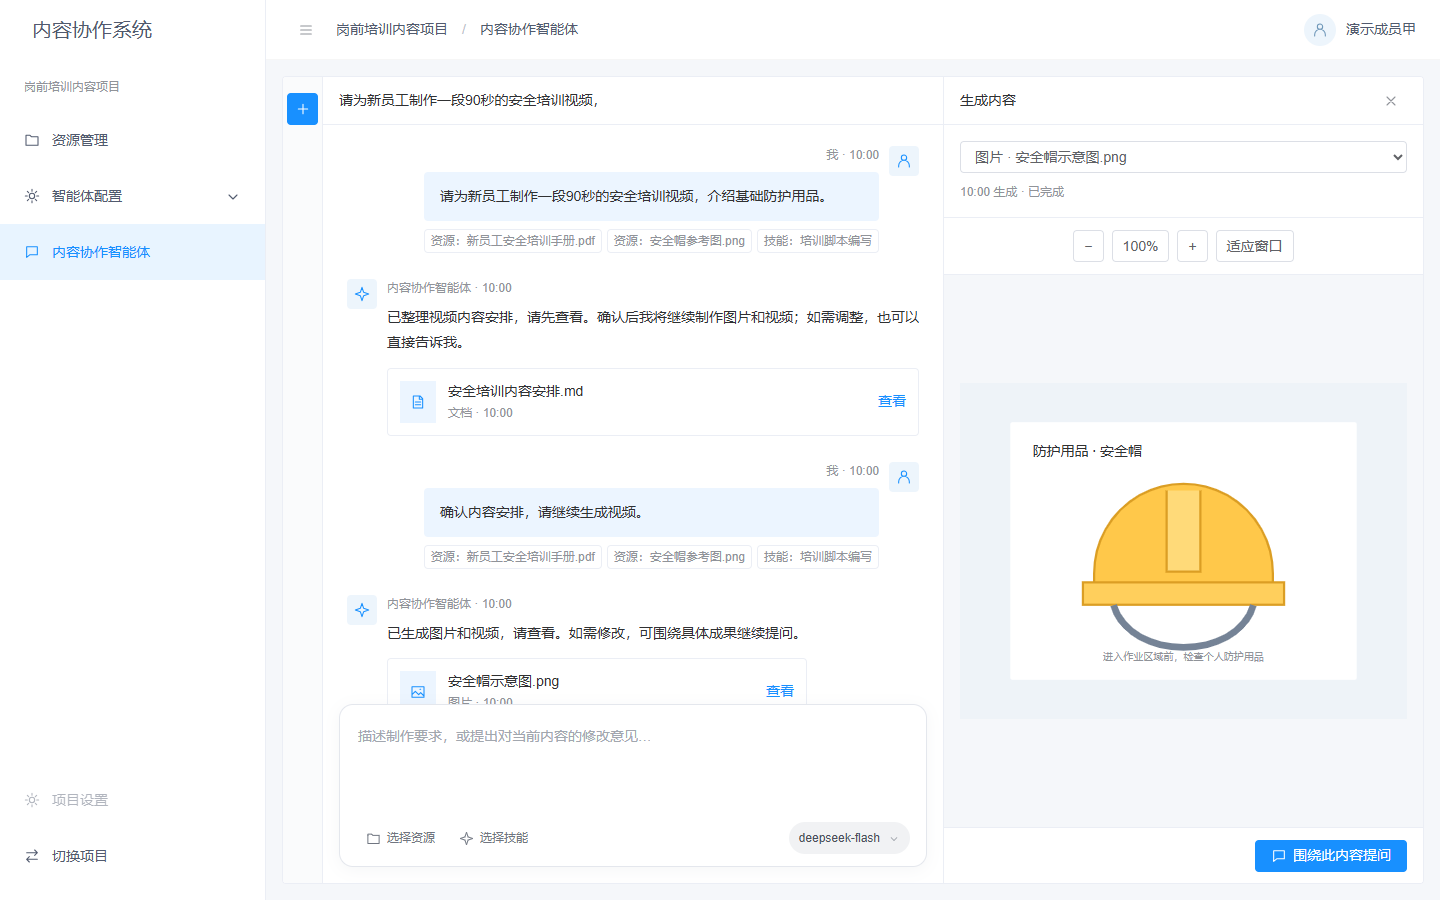 内容协作系统
岗前培训内容项目
资源管理
智能体配置
内容协作智能体
项目设置
切换项目
岗前培训内容项目 / 内容协作智能体
演示成员甲
请为新员工制作一段90秒的安全培训视频，
我 · 10:00
请为新员工制作一段90秒的安全培训视频，介绍基础防护用品。
资源：新员工安全培训手册.pdf 资源：安全帽参考图.png 技能：培训脚本编写
内容协作智能体 · 10:00
已整理视频内容安排，请先查看。确认后我将继续制作图片和视频；如需调整，也可以
直接告诉我。
安全培训内容安排.md
文档 · 10:00
查看
我 · 10:00
确认内容安排，请继续生成视频。
资源：新员工安全培训手册.pdf 资源：安全帽参考图.png 技能：培训脚本编写
内容协作智能体 · 10:00
已生成图片和视频，请查看。如需修改，可围绕具体成果继续提问。
安全帽示意图.png
图片 · 10:00
查看
描述制作要求，或提出对当前内容的修改意见...
选择资源 选择技能 deepseek-flash
生成内容
图片 · 安全帽示意图.png
10:00 生成 · 已完成
− 100% + 适应窗口
防护用品 · 安全帽
进入作业区域前，检查个人防护用品
围绕此内容提问